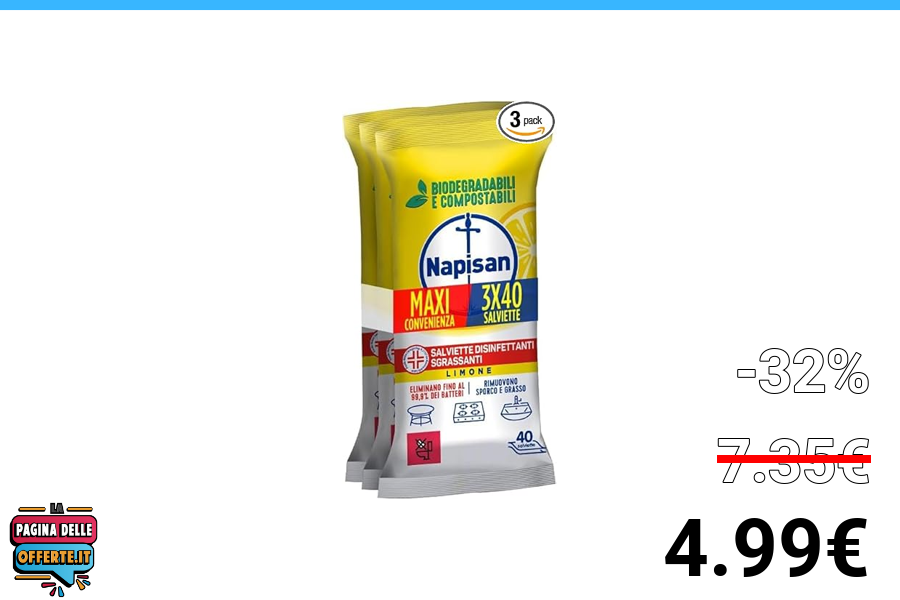 3 pack
BIODEGRADABILI
E COMPOSTABILI
Napisan
MAXI
CONVENIENZA
3X40
SALVIETTE
SALVIETTE DISINFETTANTI
SGRASSANTI
LIMONE
ELIMINANO FINO AL
99,9% DEI BATTERI
RIMUOVONO
SPORCO E GRASSO
40
-32%
7.35€
4.99€
LA
PAGINA DELLE
OFFERTE.IT